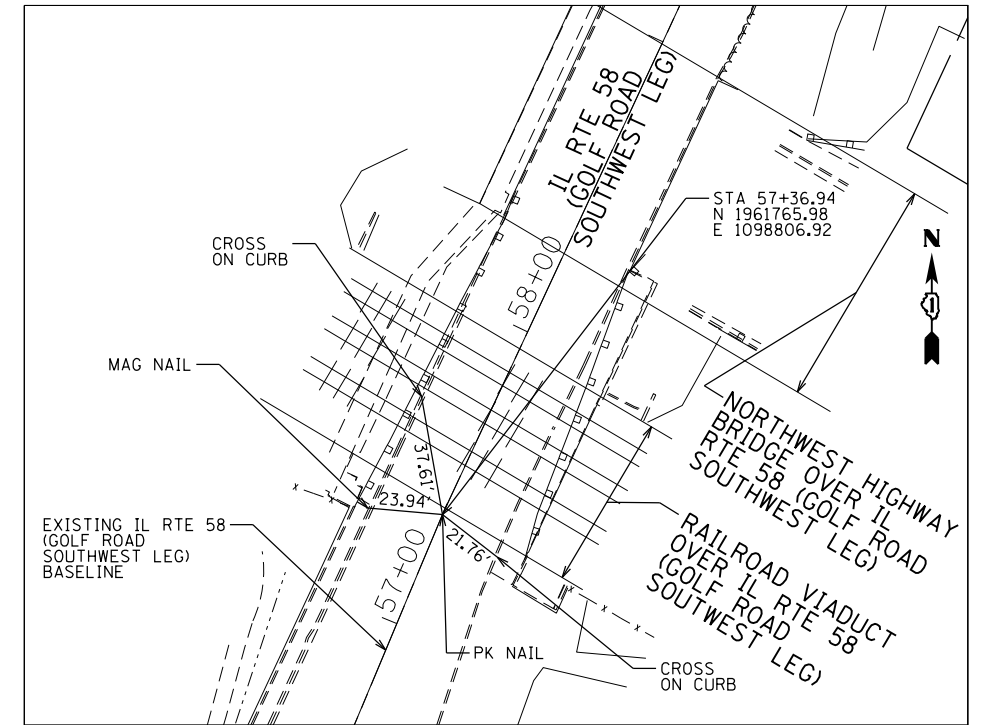 IL RTE 58
(GOLF ROAD
SOUTHWEST LEG)
STA 57+36.94
N 1961765.98
E 1098806.92
N
1
CROSS
ON CURB
58+00
MAG NAIL
37.61'
23.94'
21.76'
EXISTING IL RTE 58
(GOLF ROAD
SOUTHWEST LEG)
BASELINE
57+00
NORTHWEST HIGHWAY
BRIDGE OVER IL
RTE 58 (GOLF ROAD
SOUTHWEST LEG)
RAILROAD VIADUCT
OVER IL RTE 58
(GOLF ROAD
SOUTWEST LEG)
PK NAIL
CROSS
ON CURB
x
x
x
x
x